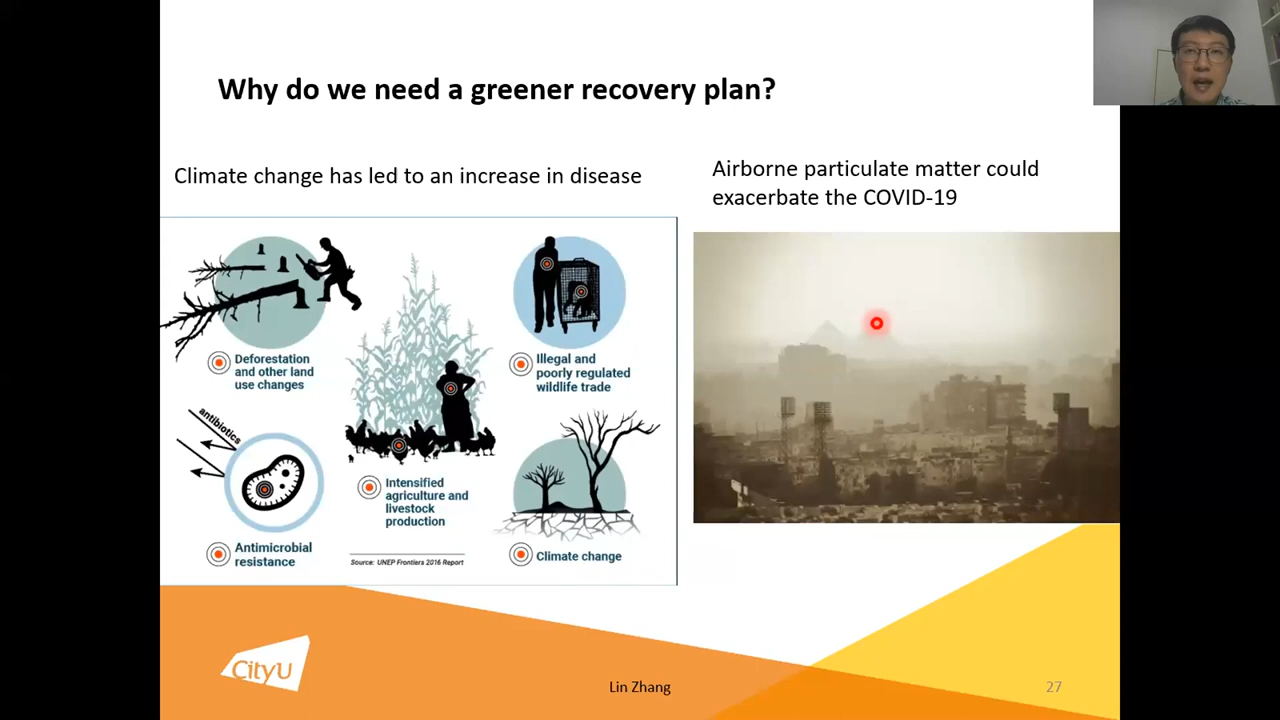 Why do we need a greener recovery plan?
Climate change has led to an increase in disease
Airborne particulate matter could
exacerbate the COVID-19
Deforestation
and other land
use changes
Illegal and
poorly regulated
wildlife trade
antibiotics
Intensified
agriculture and
livestock
production
Antimicrobial
resistance
Climate change
Source: UNEP Frontiers 2016 Report
CityU
Lin Zhang
27